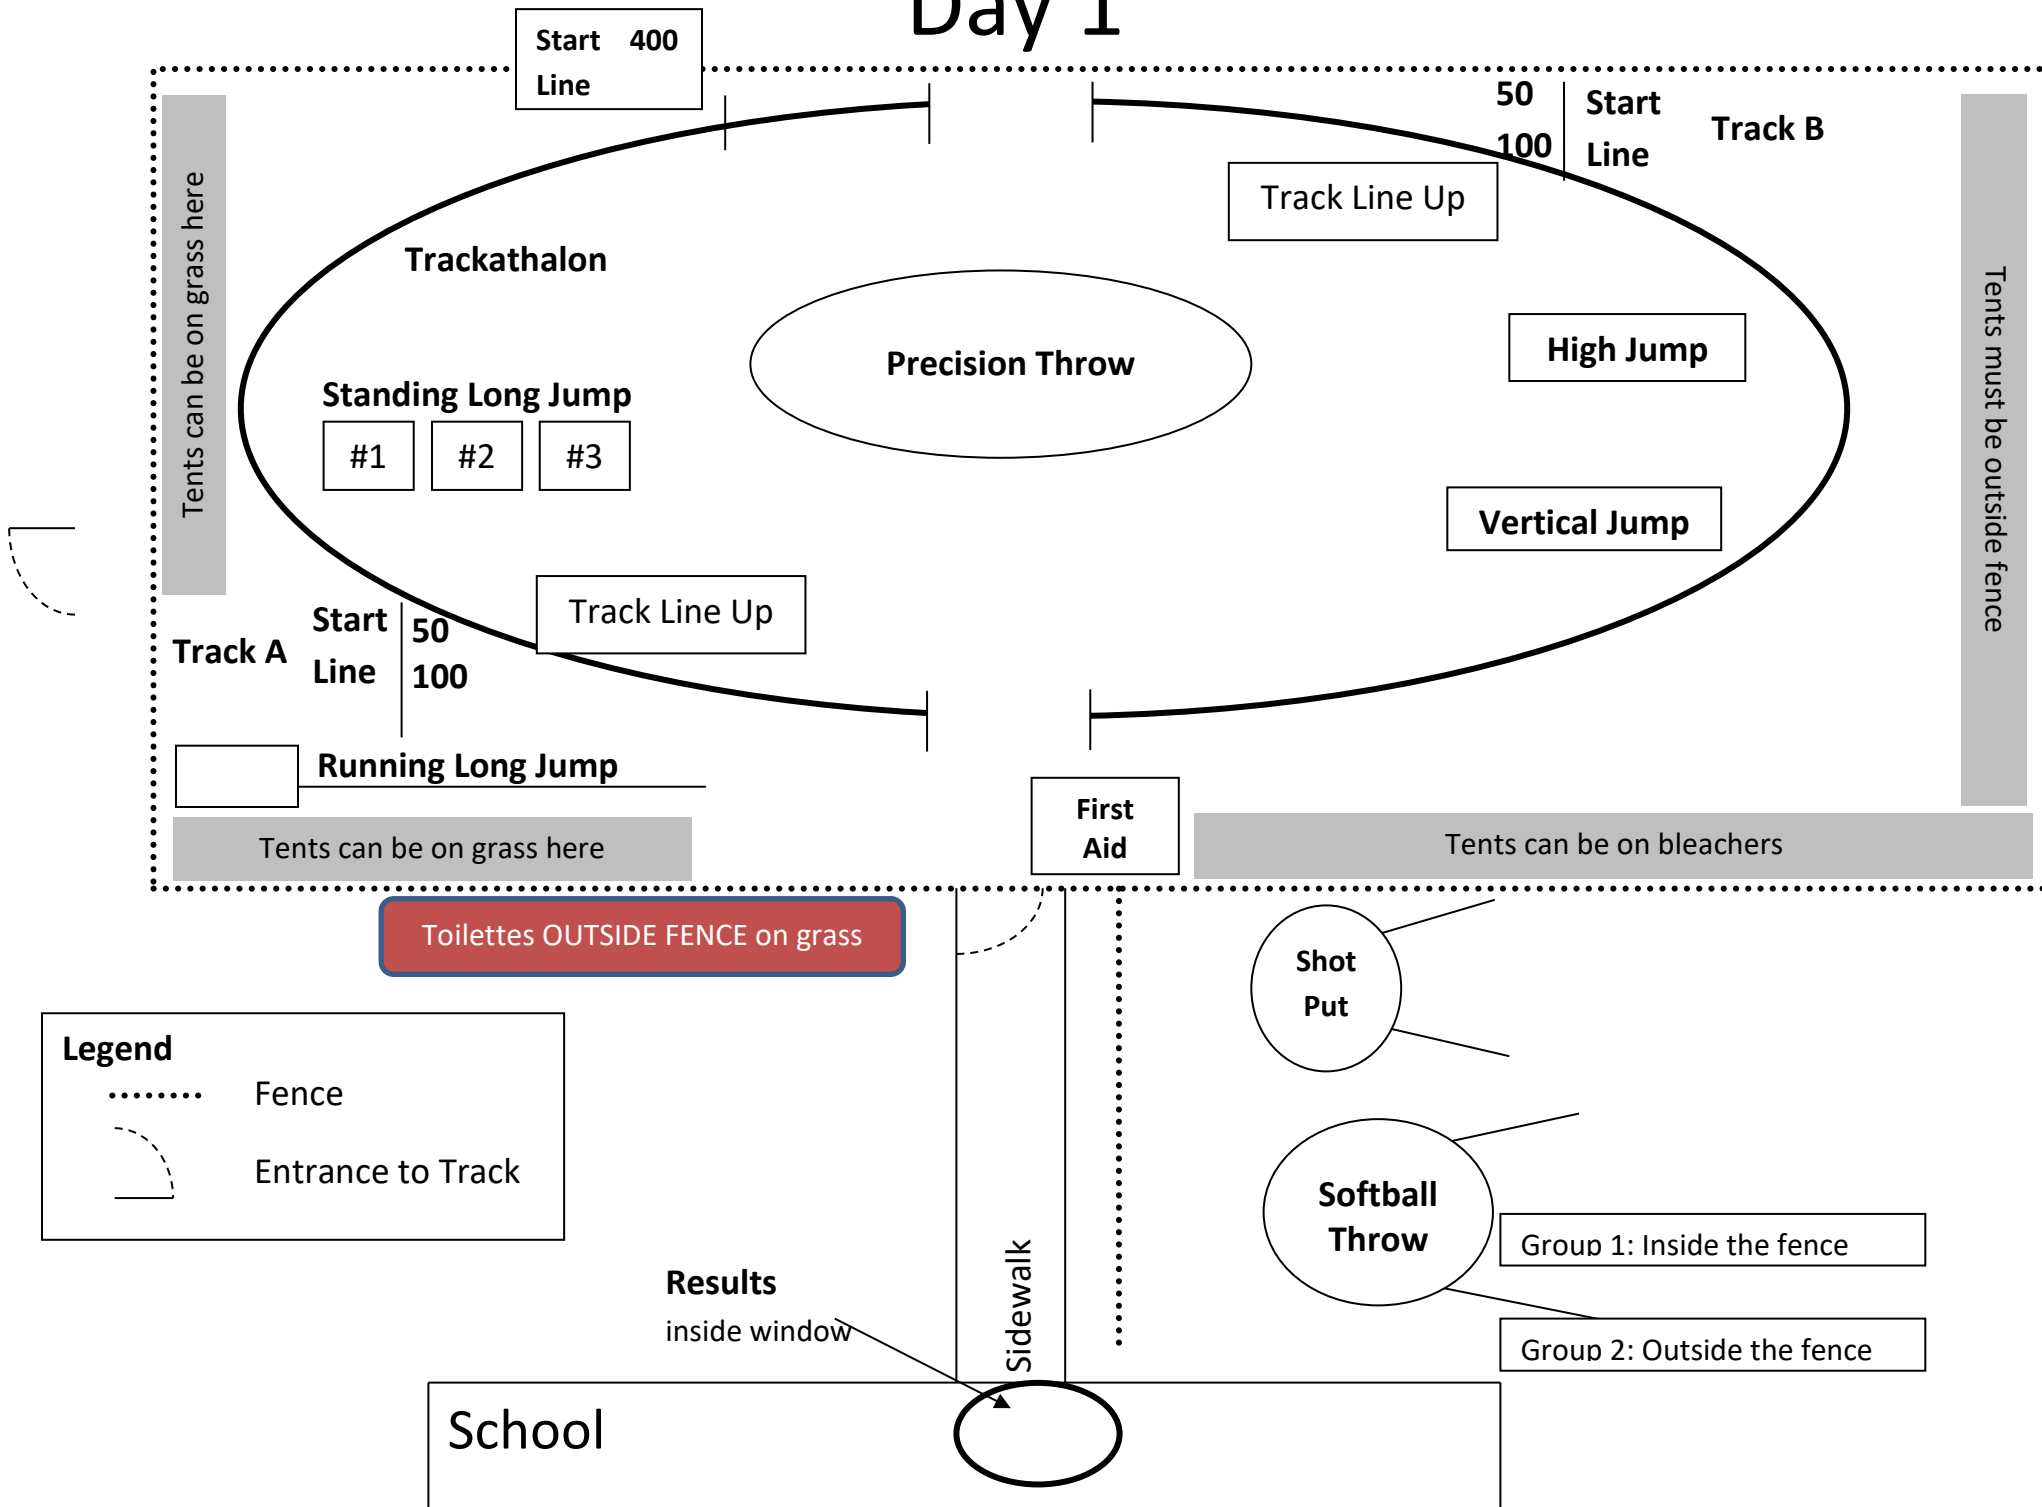 Day 1
Start 400
Line
50
100
Start
Line
Track B
Track Line Up
Tents can be on grass here
Trackathalon
Precision Throw
High Jump
Tents must be outside fence
Standing Long Jump
#1 #2 #3
Vertical Jump
Track Line Up
Track A
Start
Line
50
100
Running Long Jump
First
Aid
Tents can be on grass here
Tents can be on bleachers
Toilettes OUTSIDE FENCE on grass
Shot
Put
Legend
Fence
Entrance to Track
Softball
Throw
Group 1: Inside the fence
Group 2: Outside the fence
Sidewalk
Results
inside window
School